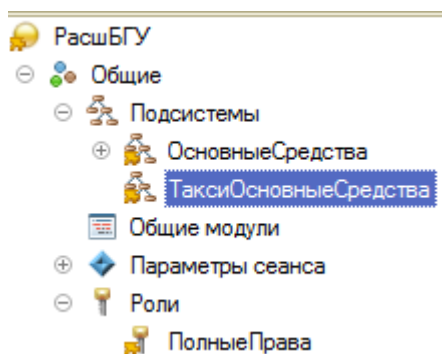 РасшБГУ
Общие
Подсистемы
ОсновныеСредства
ТаксиОсновныеСредства
Общие модули
Параметры сеанса
Роли
ПолныеПрава